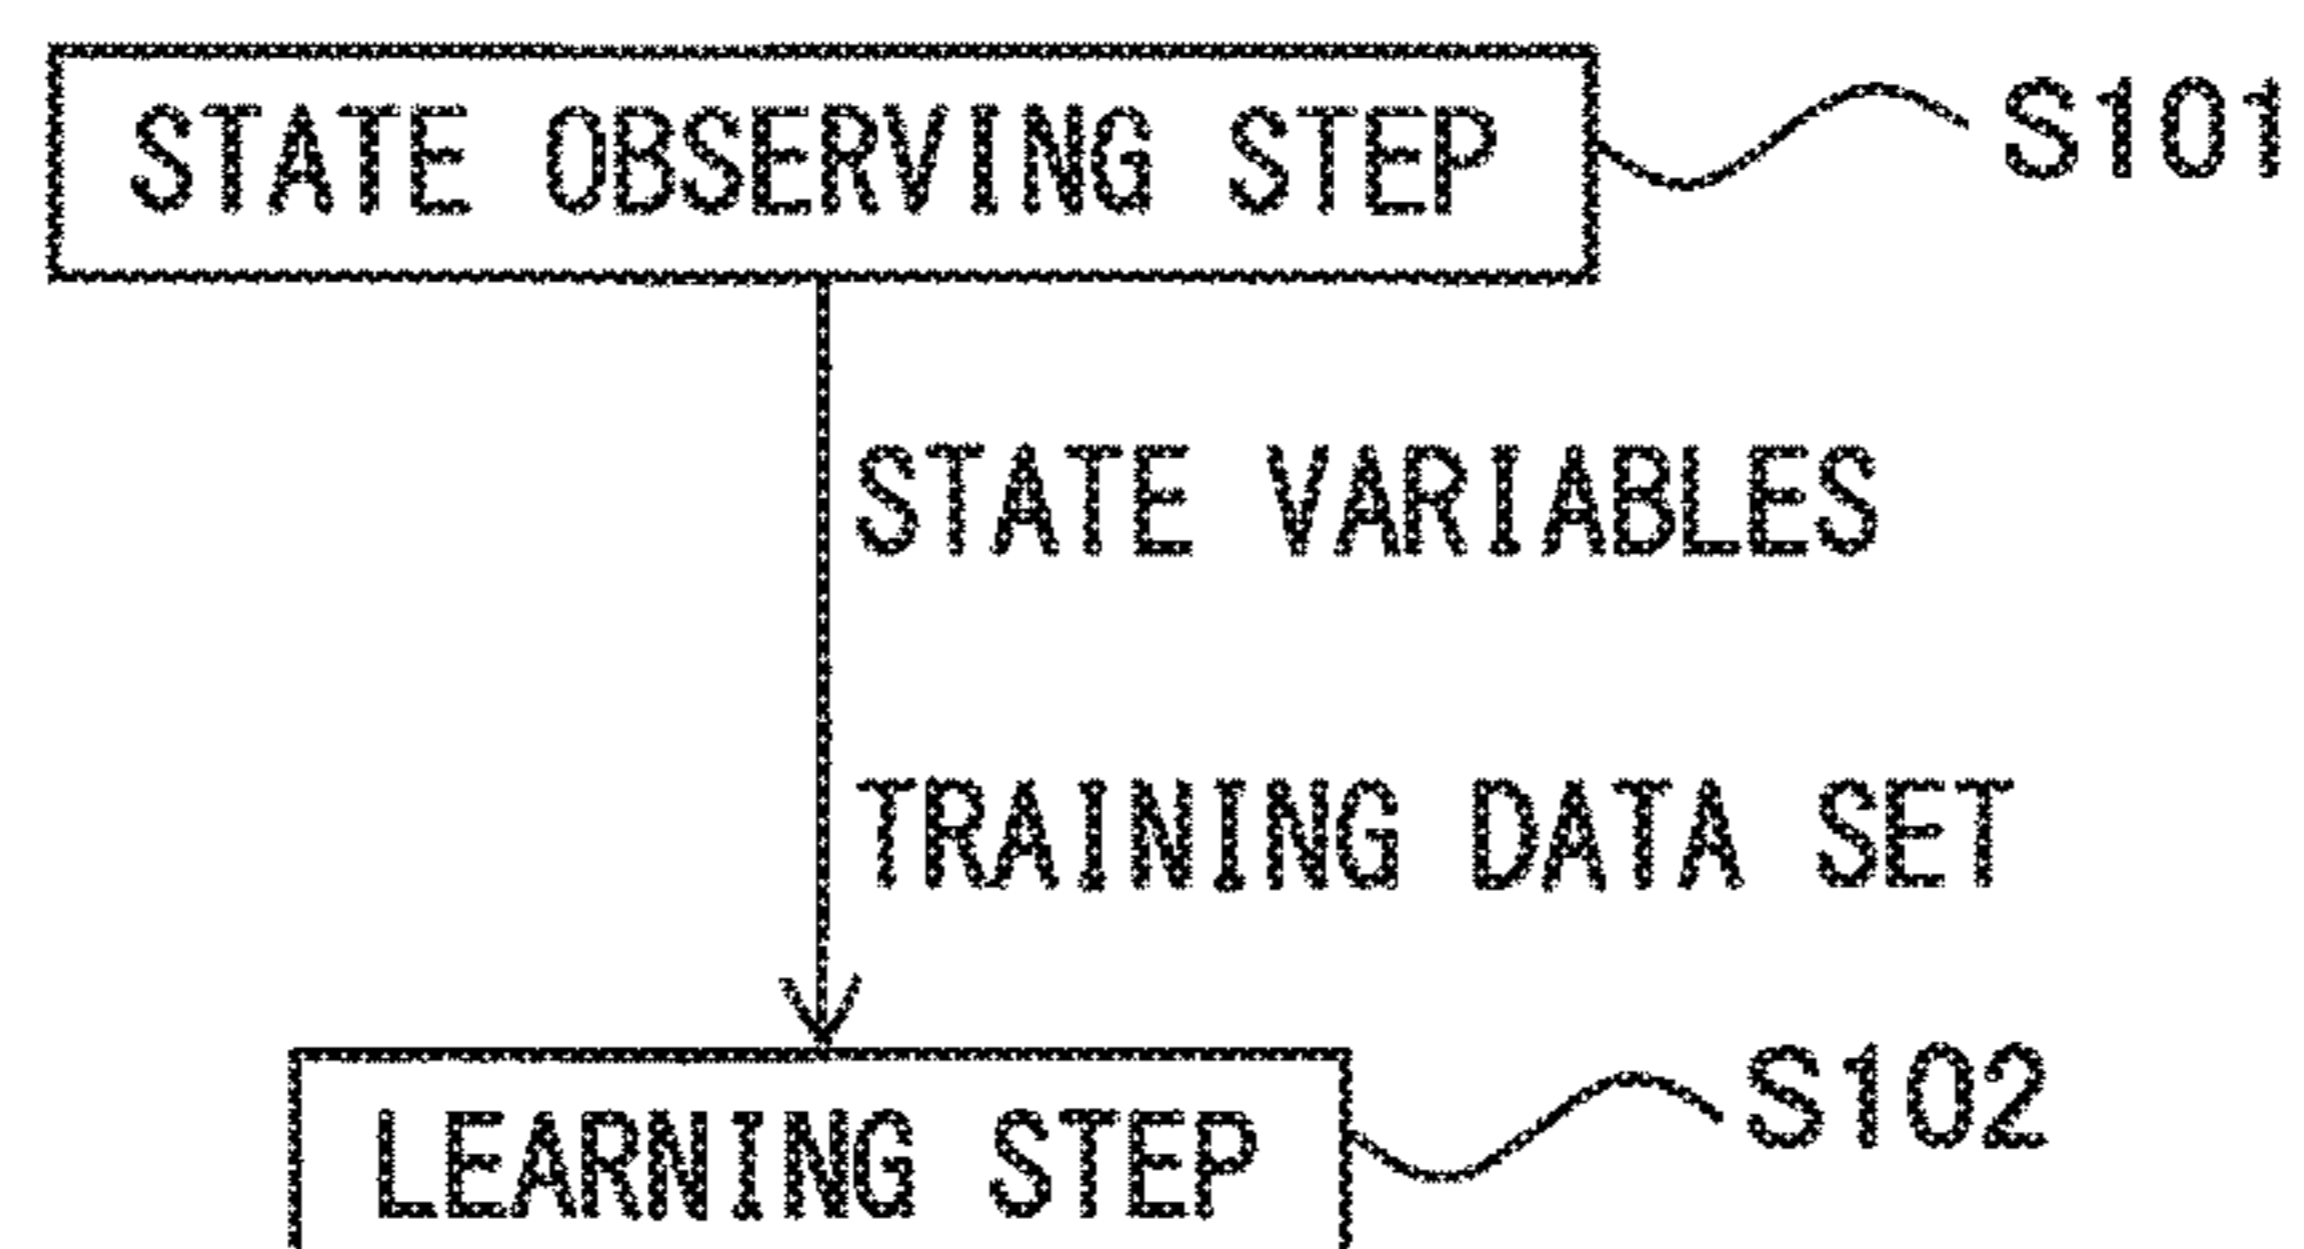 STATE OBSERVING STEP S101
STATE VARIABLES
TRAINING DATA SET
LEARNING STEP S102